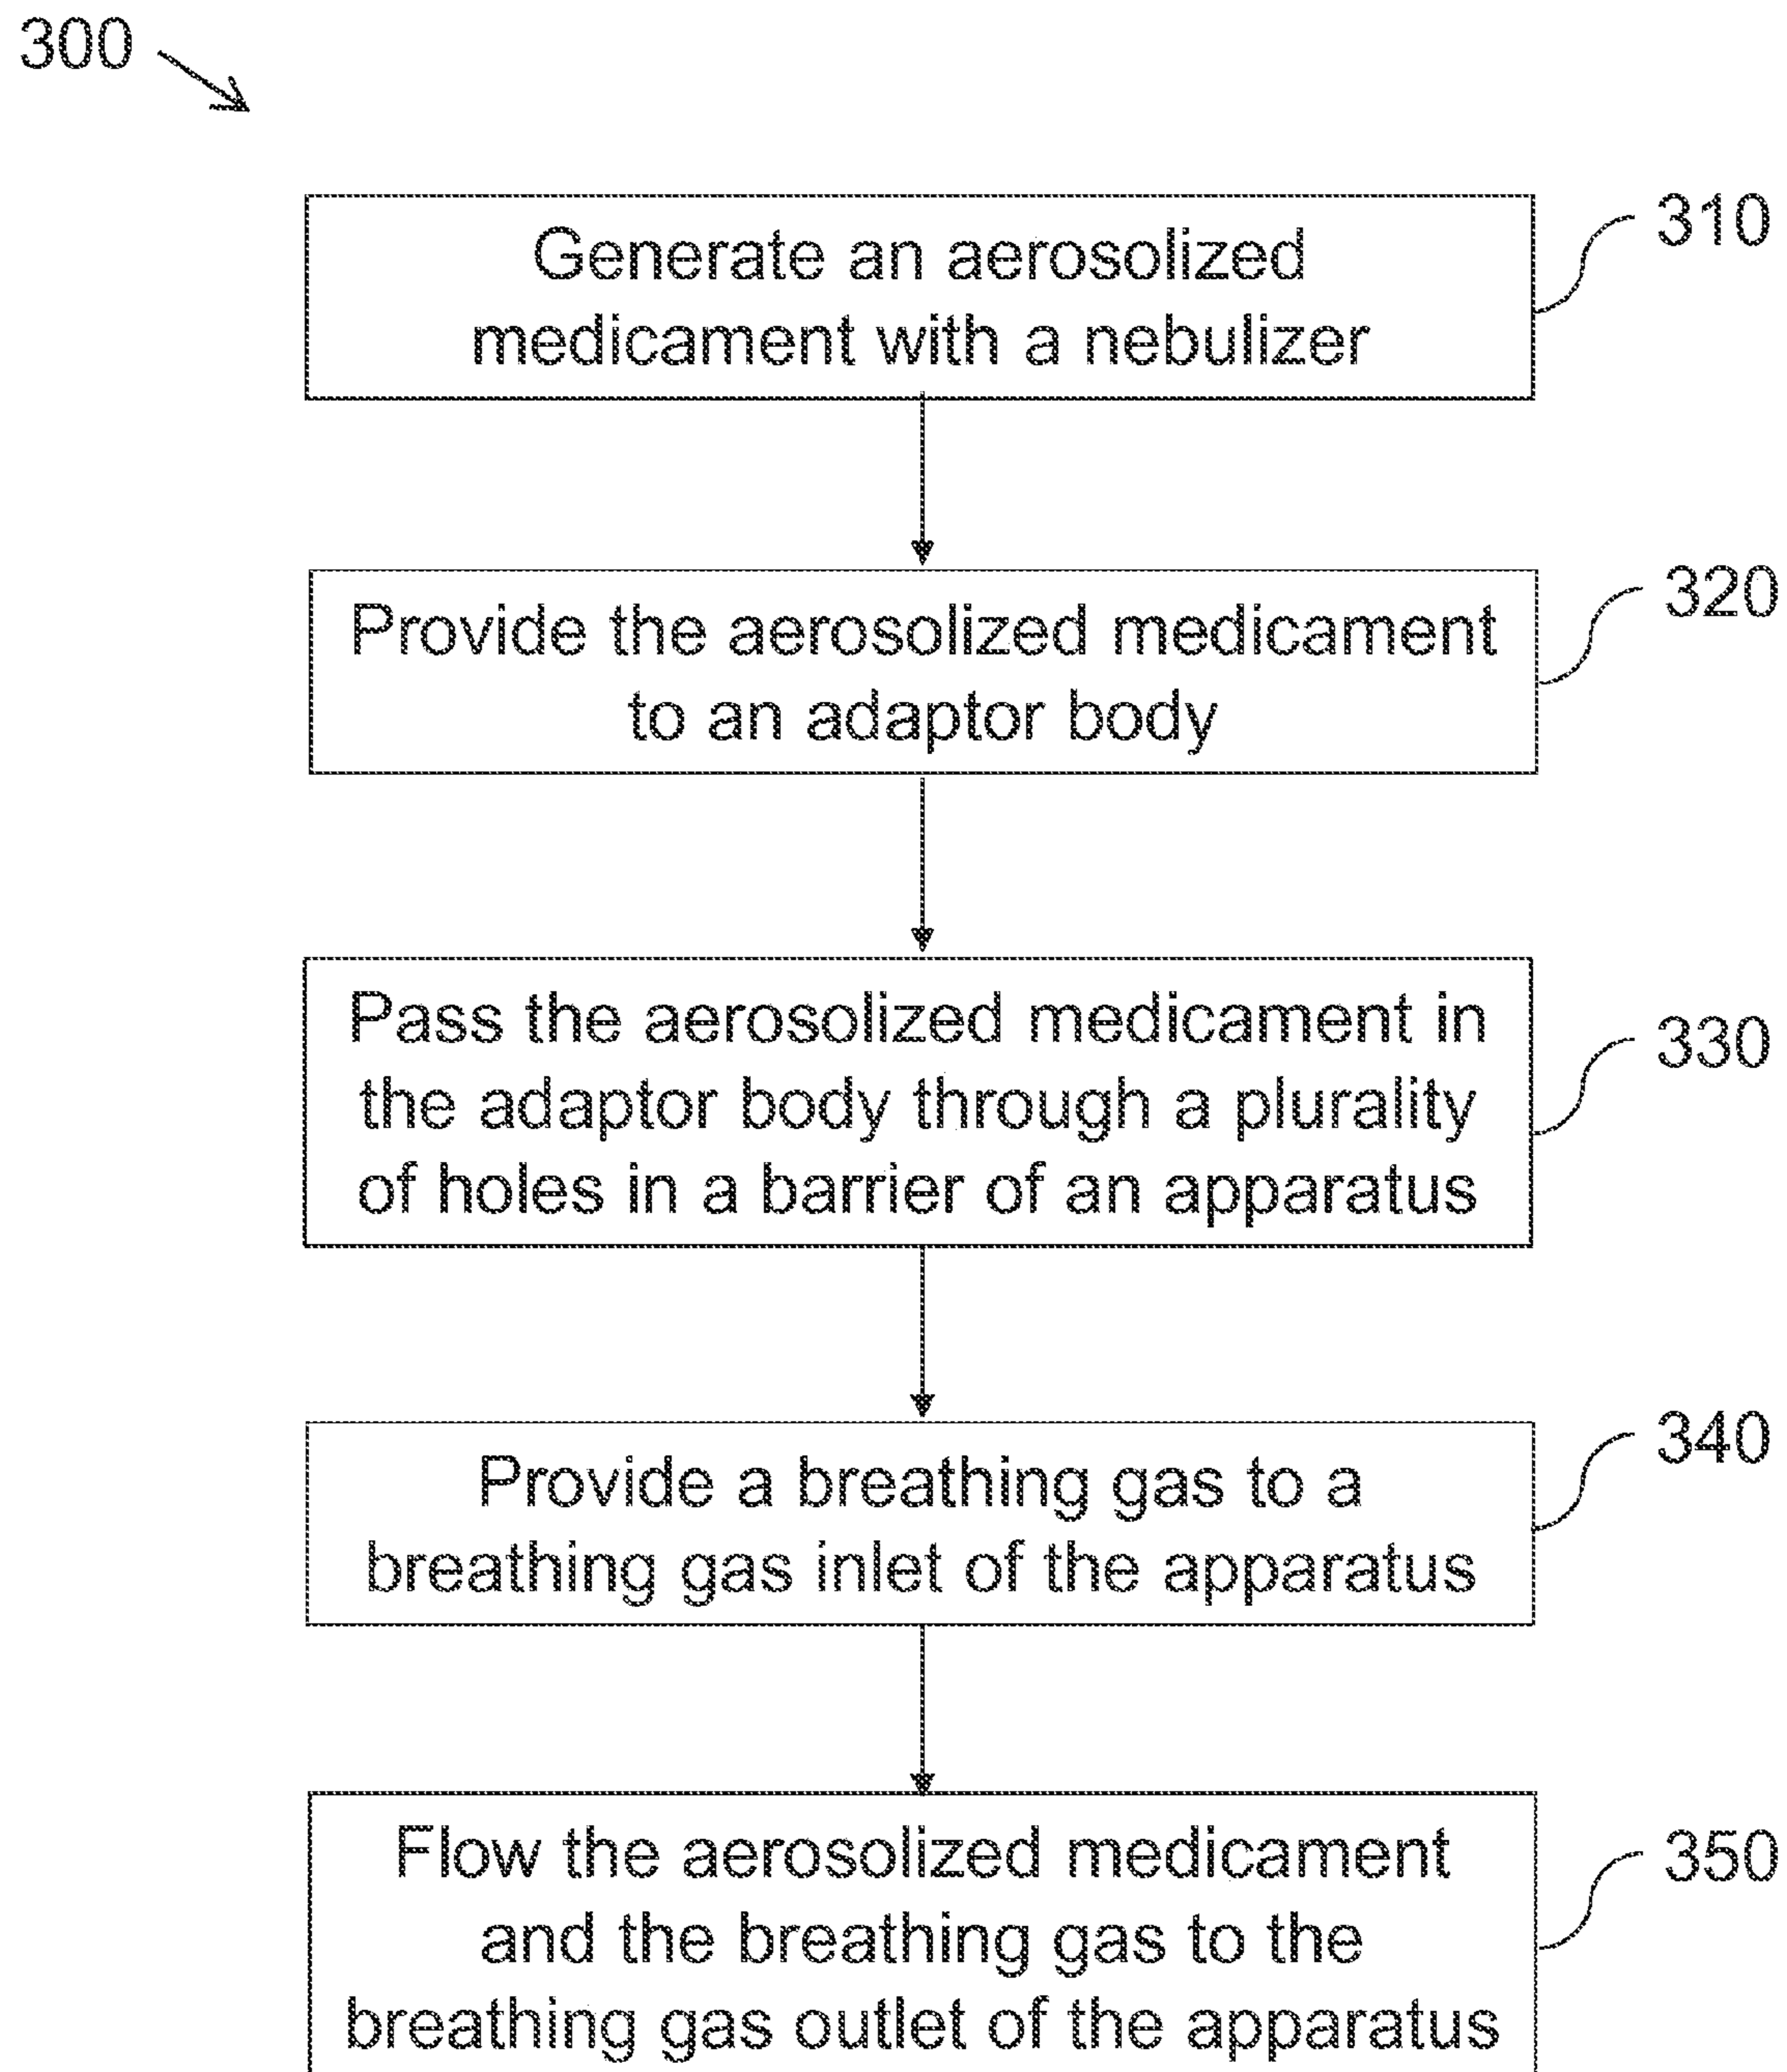 300
Generate an aerosolized
medicament with a nebulizer
310
Provide the aerosolized medicament
to an adaptor body
320
Pass the aerosolized medicament in
the adaptor body through a plurality
of holes in a barrier of an apparatus
330
Provide a breathing gas to a
breathing gas inlet of the apparatus
340
Flow the aerosolized medicament
and the breathing gas to the
breathing gas outlet of the apparatus
350